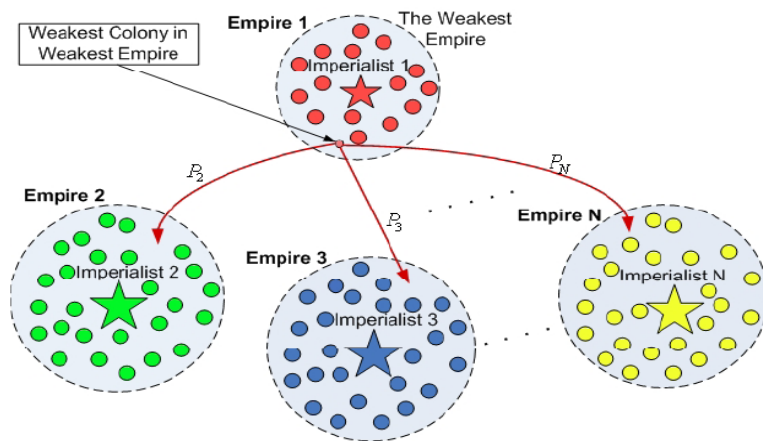 Empire 1
The Weakest
Empire
Weakest Colony in
Weakest Empire
Imperialist 1
P2
P3
PN
Empire 2
Imperialist 2
Empire 3
Imperialist 3
Empire N
Imperialist N